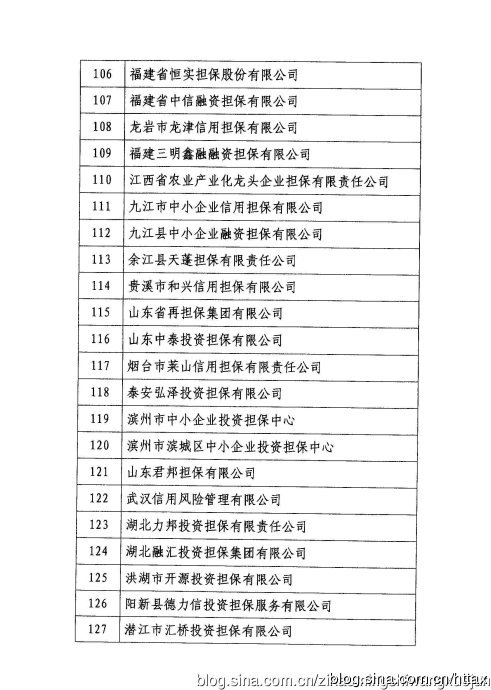 106 福建省恒实担保股份有限公司
107 福建省中信融资担保有限公司
108 龙岩市龙津信用担保有限公司
109 福建三明鑫融融资担保有限公司
110 江西省农业产业化龙头企业担保有限责任公司
111 九江市中小企业信用担保有限公司
112 九江县中小企业融资担保有限公司
113 余江县天蓬担保有限责任公司
114 贵溪市和兴信用担保有限公司
115 山东省再担保集团有限公司
116 山东中泰投资担保有限公司
117 烟台市莱山信用担保有限责任公司
118 泰安弘泽投资担保有限公司
119 滨州市中小企业投资担保中心
120 滨州市滨城区中小企业投资担保中心
121 山东君邦担保有限公司
122 武汉信用风险管理有限公司
123 湖北力邦投资担保有限责任公司
124 湖北融汇投资担保集团有限公司
125 洪湖市开源投资担保有限公司
126 阳新县德力信投资担保服务有限公司
127 潜江市汇桥投资担保有限公司
blog.sina.com.cn/